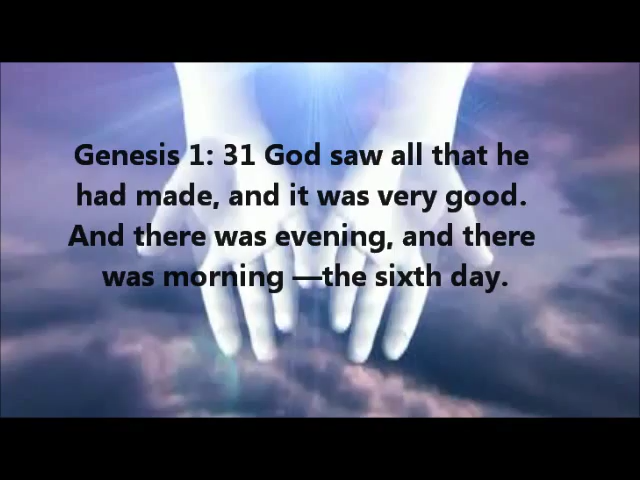 Genesis 1: 31 God saw all that he
had made, and it was very good.
And there was evening, and there
was morning —the sixth day.